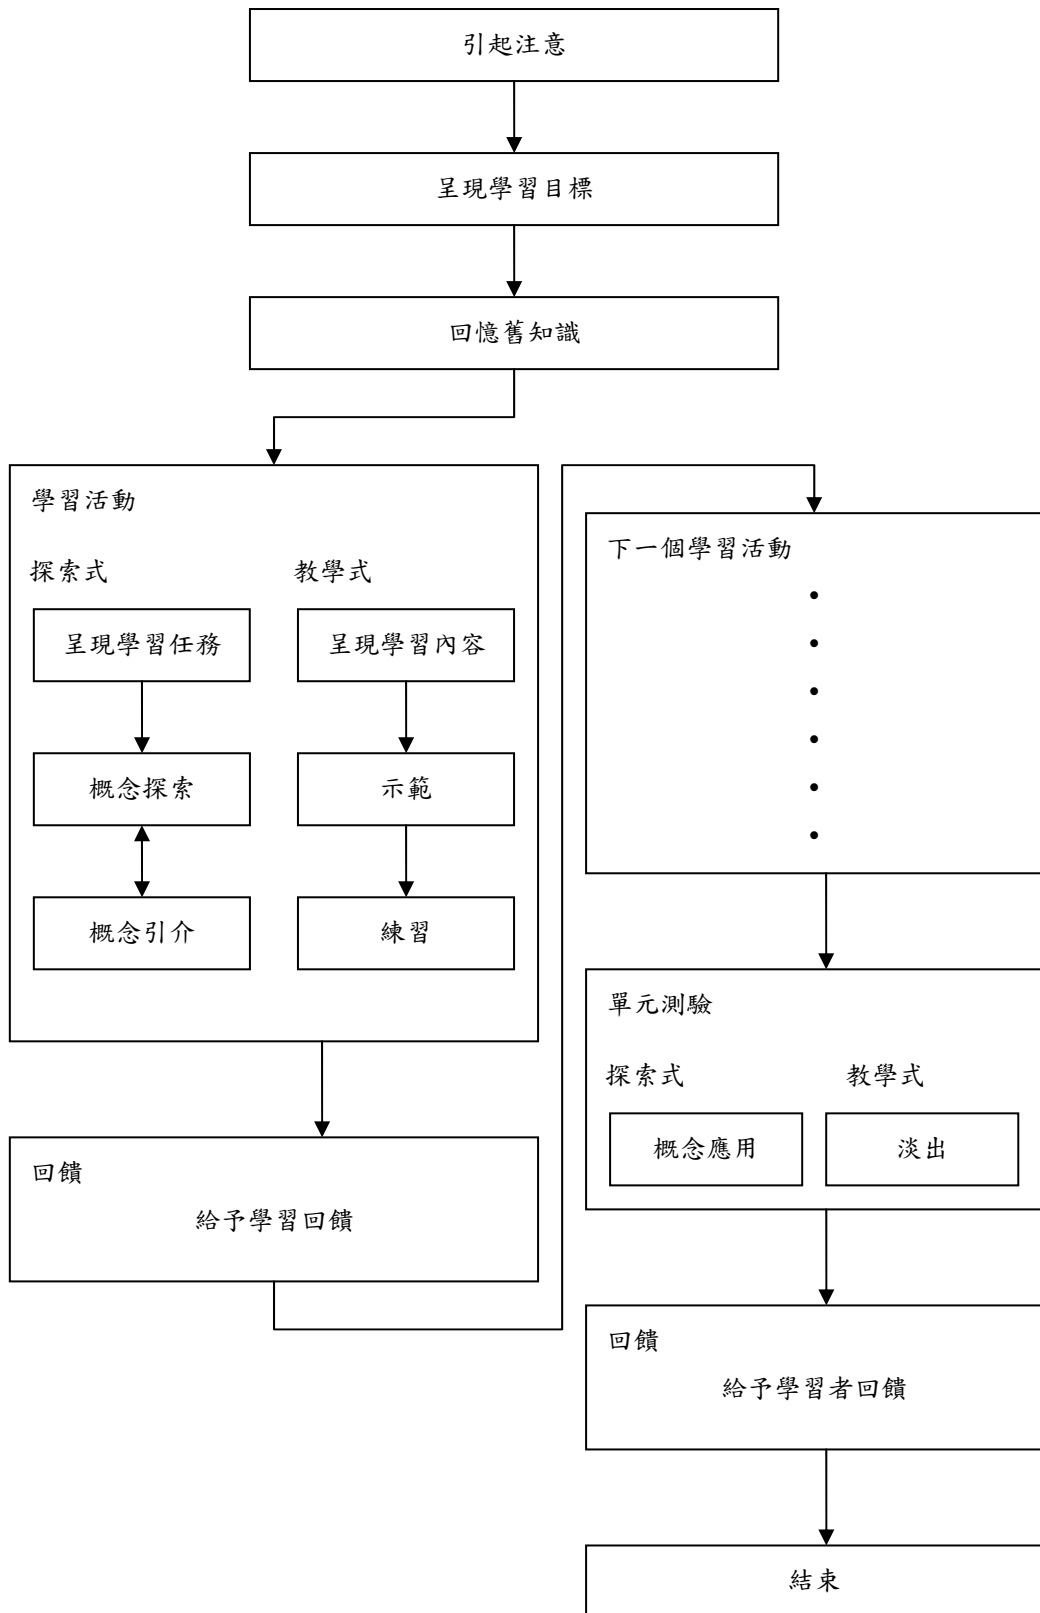 引起注意
呈現學習目標
回憶舊知識
學習活動
探索式 教學式
呈現學習任務 呈現學習內容
概念探索 示範
概念引介 練習
回饋
給予學習回饋
下一個學習活動
單元測驗
探索式 教學式
概念應用 淡出
回饋
給予學習者回饋
結束